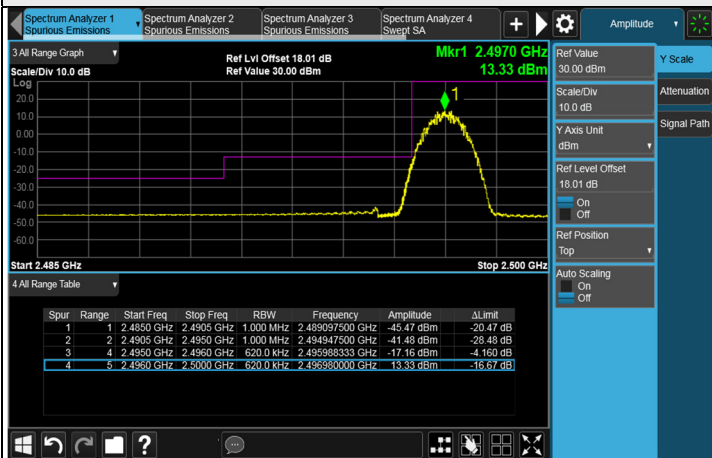 Spectrum Analyzer 1
Spurious Emissions
Spectrum Analyzer 2
Spurious Emissions
Spectrum Analyzer 3
Spurious Emissions
Spectrum Analyzer 4
Swept SA
+
Amplitude
3 All Range Graph
Scale/Div 10.0 dB
Ref Lvl Offset 18.01 dB
Ref Value 30.00 dBm
Mkr1 2.4970 GHz
13.33 dBm
Log
20.0
10.0
0.00
-10.0
-20.0
-30.0
-40.0
-50.0
-60.0
1
Start 2.485 GHz
Stop 2.500 GHz
4 All Range Table
Spur Range Start Freq Stop Freq RBW Frequency Amplitude ΔLimit
1 1 2.4850 GHz 2.4905 GHz 1.000 MHz 2.489097500 GHz -45.47 dBm -20.47 dB
2 2 2.4905 GHz 2.4950 GHz 1.000 MHz 2.494947500 GHz -41.48 dBm -28.48 dB
3 4 2.4950 GHz 2.4960 GHz 620.0 kHz 2.495988333 GHz -17.16 dBm -4.160 dB
4 5 2.4960 GHz 2.5000 GHz 620.0 kHz 2.496980000 GHz 13.33 dBm -16.67 dB
Ref Value
30.00 dBm
Scale/Div
10.0 dB
Y Axis Unit
dBm
Ref Level Offset
18.01 dB
On
Off
Ref Position
Top
Auto Scaling
On
Off
Y Scale
Attenuation
Signal Path
?